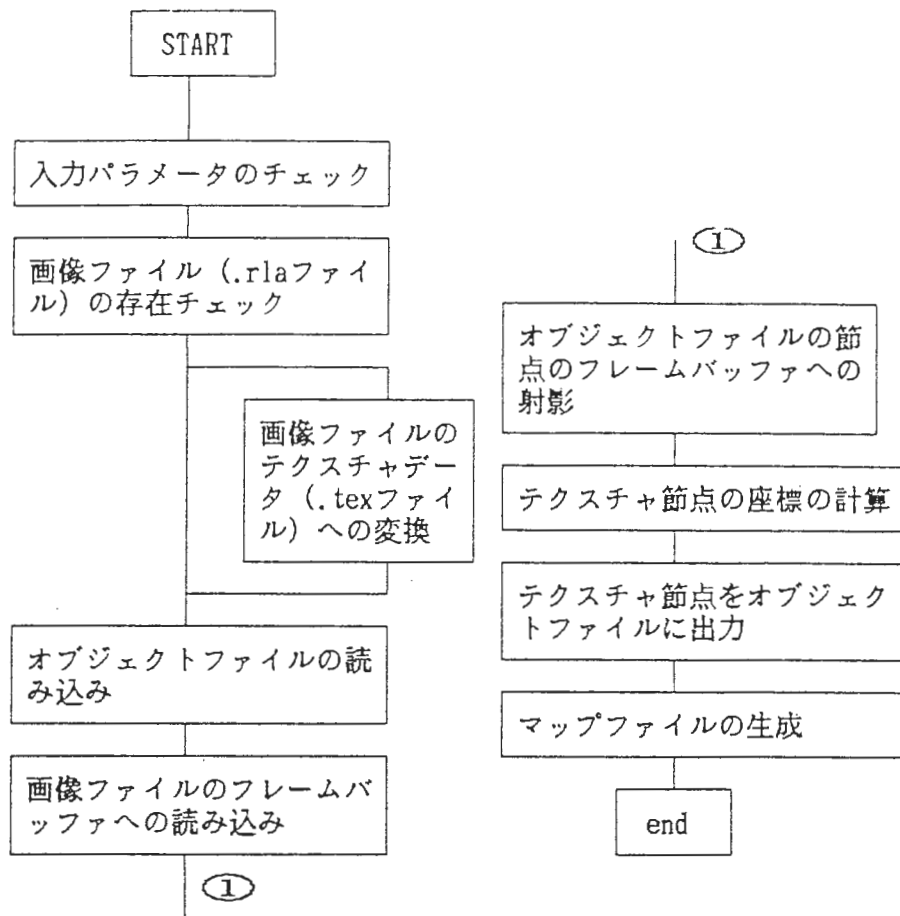 START
入力パラメータのチェック
画像ファイル（.rlaファイ
ル）の存在チェック
画像ファイルの
テクスチャデー
タ（.texファイ
ル）への変換
オブジェクトファイルの読
み込み
画像ファイルのフレームバ
ッファへの読み込み
①
①
オブジェクトファイルの節
点のフレームバッファへの
射影
テクスチャ節点の座標の計算
テクスチャ節点をオブジェク
トファイルに出力
マップファイルの生成
end